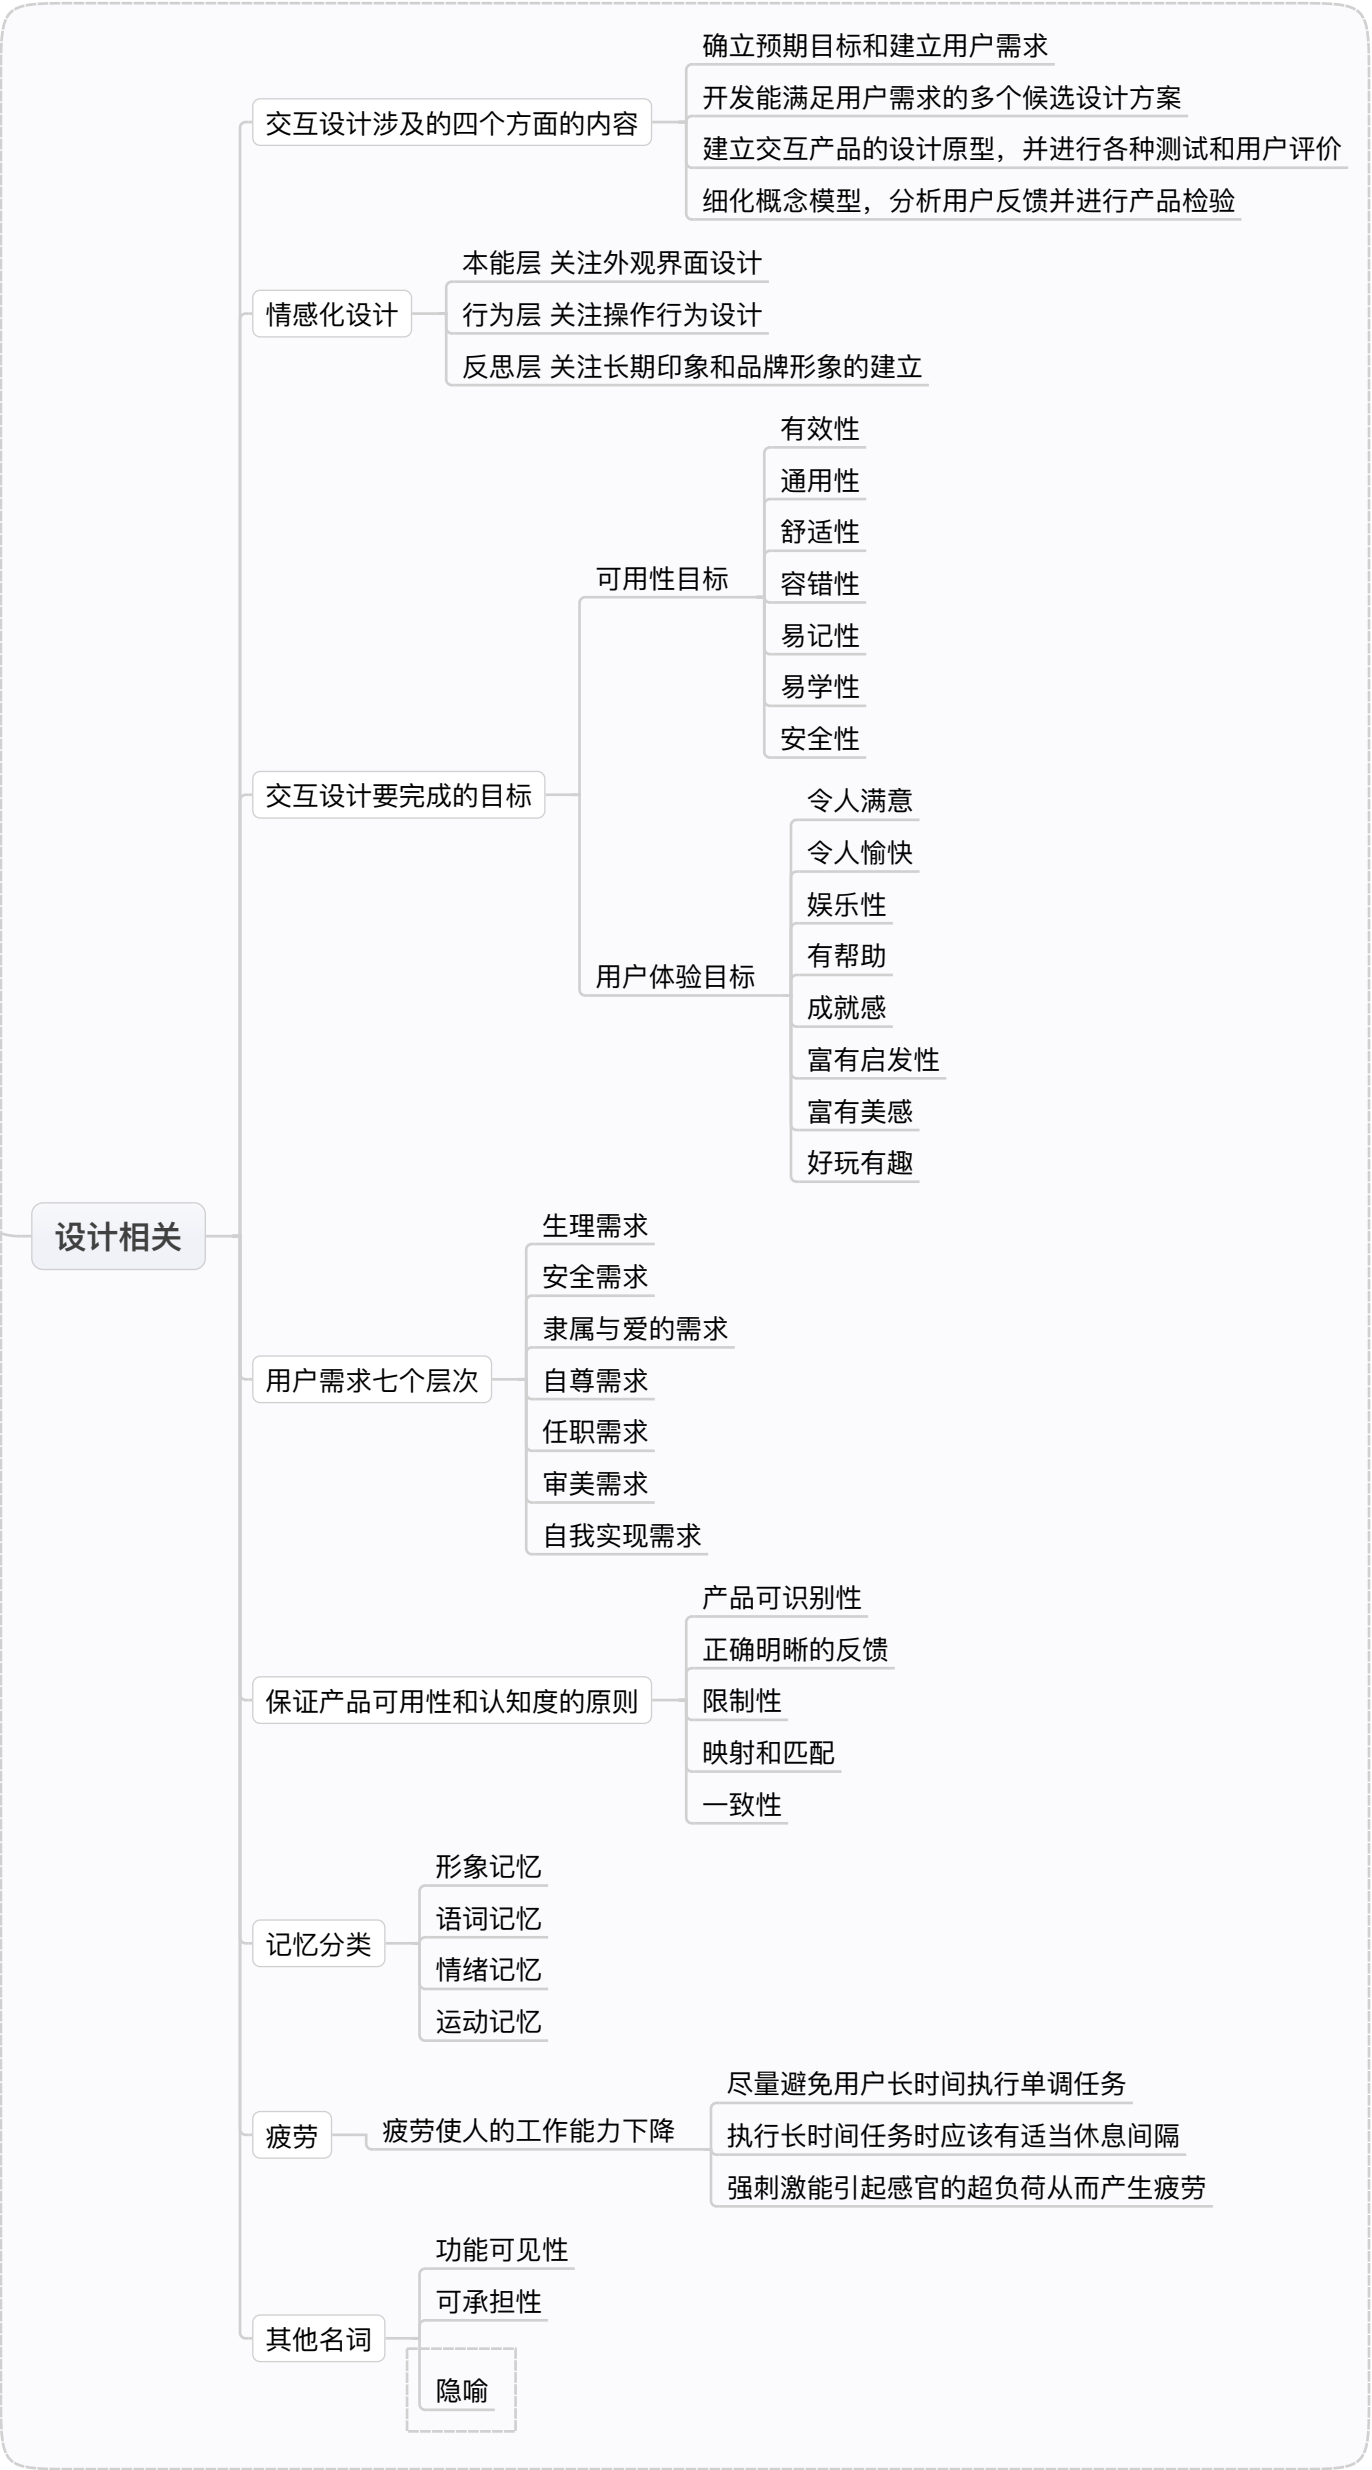 设计相关
交互设计涉及的四个方面的内容
确立预期目标和建立用户需求
开发能满足用户需求的多个候选设计方案
建立交互产品的设计原型，并进行各种测试和用户评价
细化概念模型，分析用户反馈并进行产品检验
情感化设计
本能层 关注外观界面设计
行为层 关注操作行为设计
反思层 关注长期印象和品牌形象的建立
交互设计要完成的目标
可用性目标
有效性
通用性
舒适性
容错性
易记性
易学性
安全性
用户体验目标
令人满意
令人愉快
娱乐性
有帮助
成就感
富有启发性
富有美感
好玩有趣
用户需求七个层次
生理需求
安全需求
隶属与爱的需求
自尊需求
任职需求
审美需求
自我实现需求
保证产品可用性和认知度的原则
产品可识别性
正确明晰的反馈
限制性
映射和匹配
一致性
记忆分类
形象记忆
语词记忆
情绪记忆
运动记忆
疲劳
疲劳使人的工作能力下降
尽量避免用户长时间执行单调任务
执行长时间任务时应该有适当休息间隔
强刺激能引起感官的超负荷从而产生疲劳
其他名词
功能可见性
可承担性
隐喻